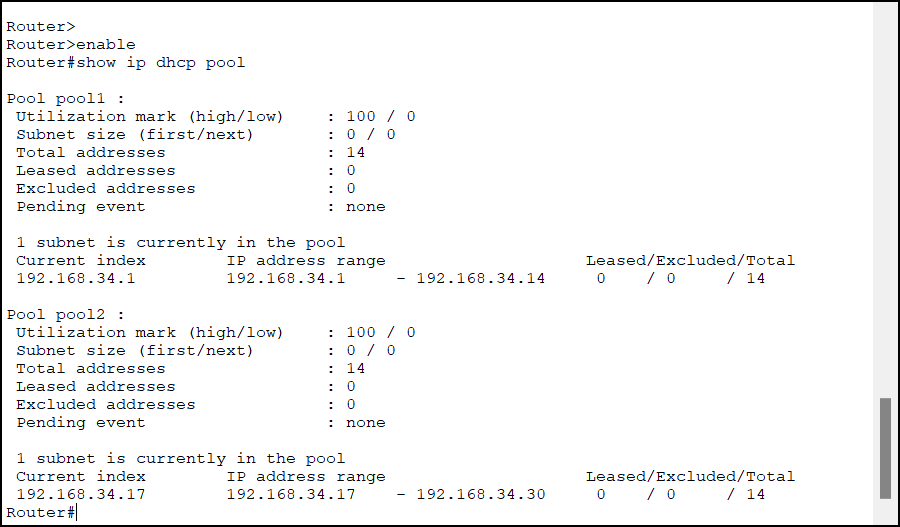 Router>
Router>enable
Router#show ip dhcp pool
Pool pool1 :
Utilization mark (high/low) : 100 / 0
Subnet size (first/next) : 0 / 0
Total addresses : 14
Leased addresses : 0
Excluded addresses : 0
Pending event : none
1 subnet is currently in the pool
Current index IP address range Leased/Excluded/Total
192.168.34.1 192.168.34.1 - 192.168.34.14 0 / 0 / 14
Pool pool2 :
Utilization mark (high/low) : 100 / 0
Subnet size (first/next) : 0 / 0
Total addresses : 14
Leased addresses : 0
Excluded addresses : 0
Pending event : none
1 subnet is currently in the pool
Current index IP address range Leased/Excluded/Total
192.168.34.17 192.168.34.17 - 192.168.34.30 0 / 0 / 14
Router#